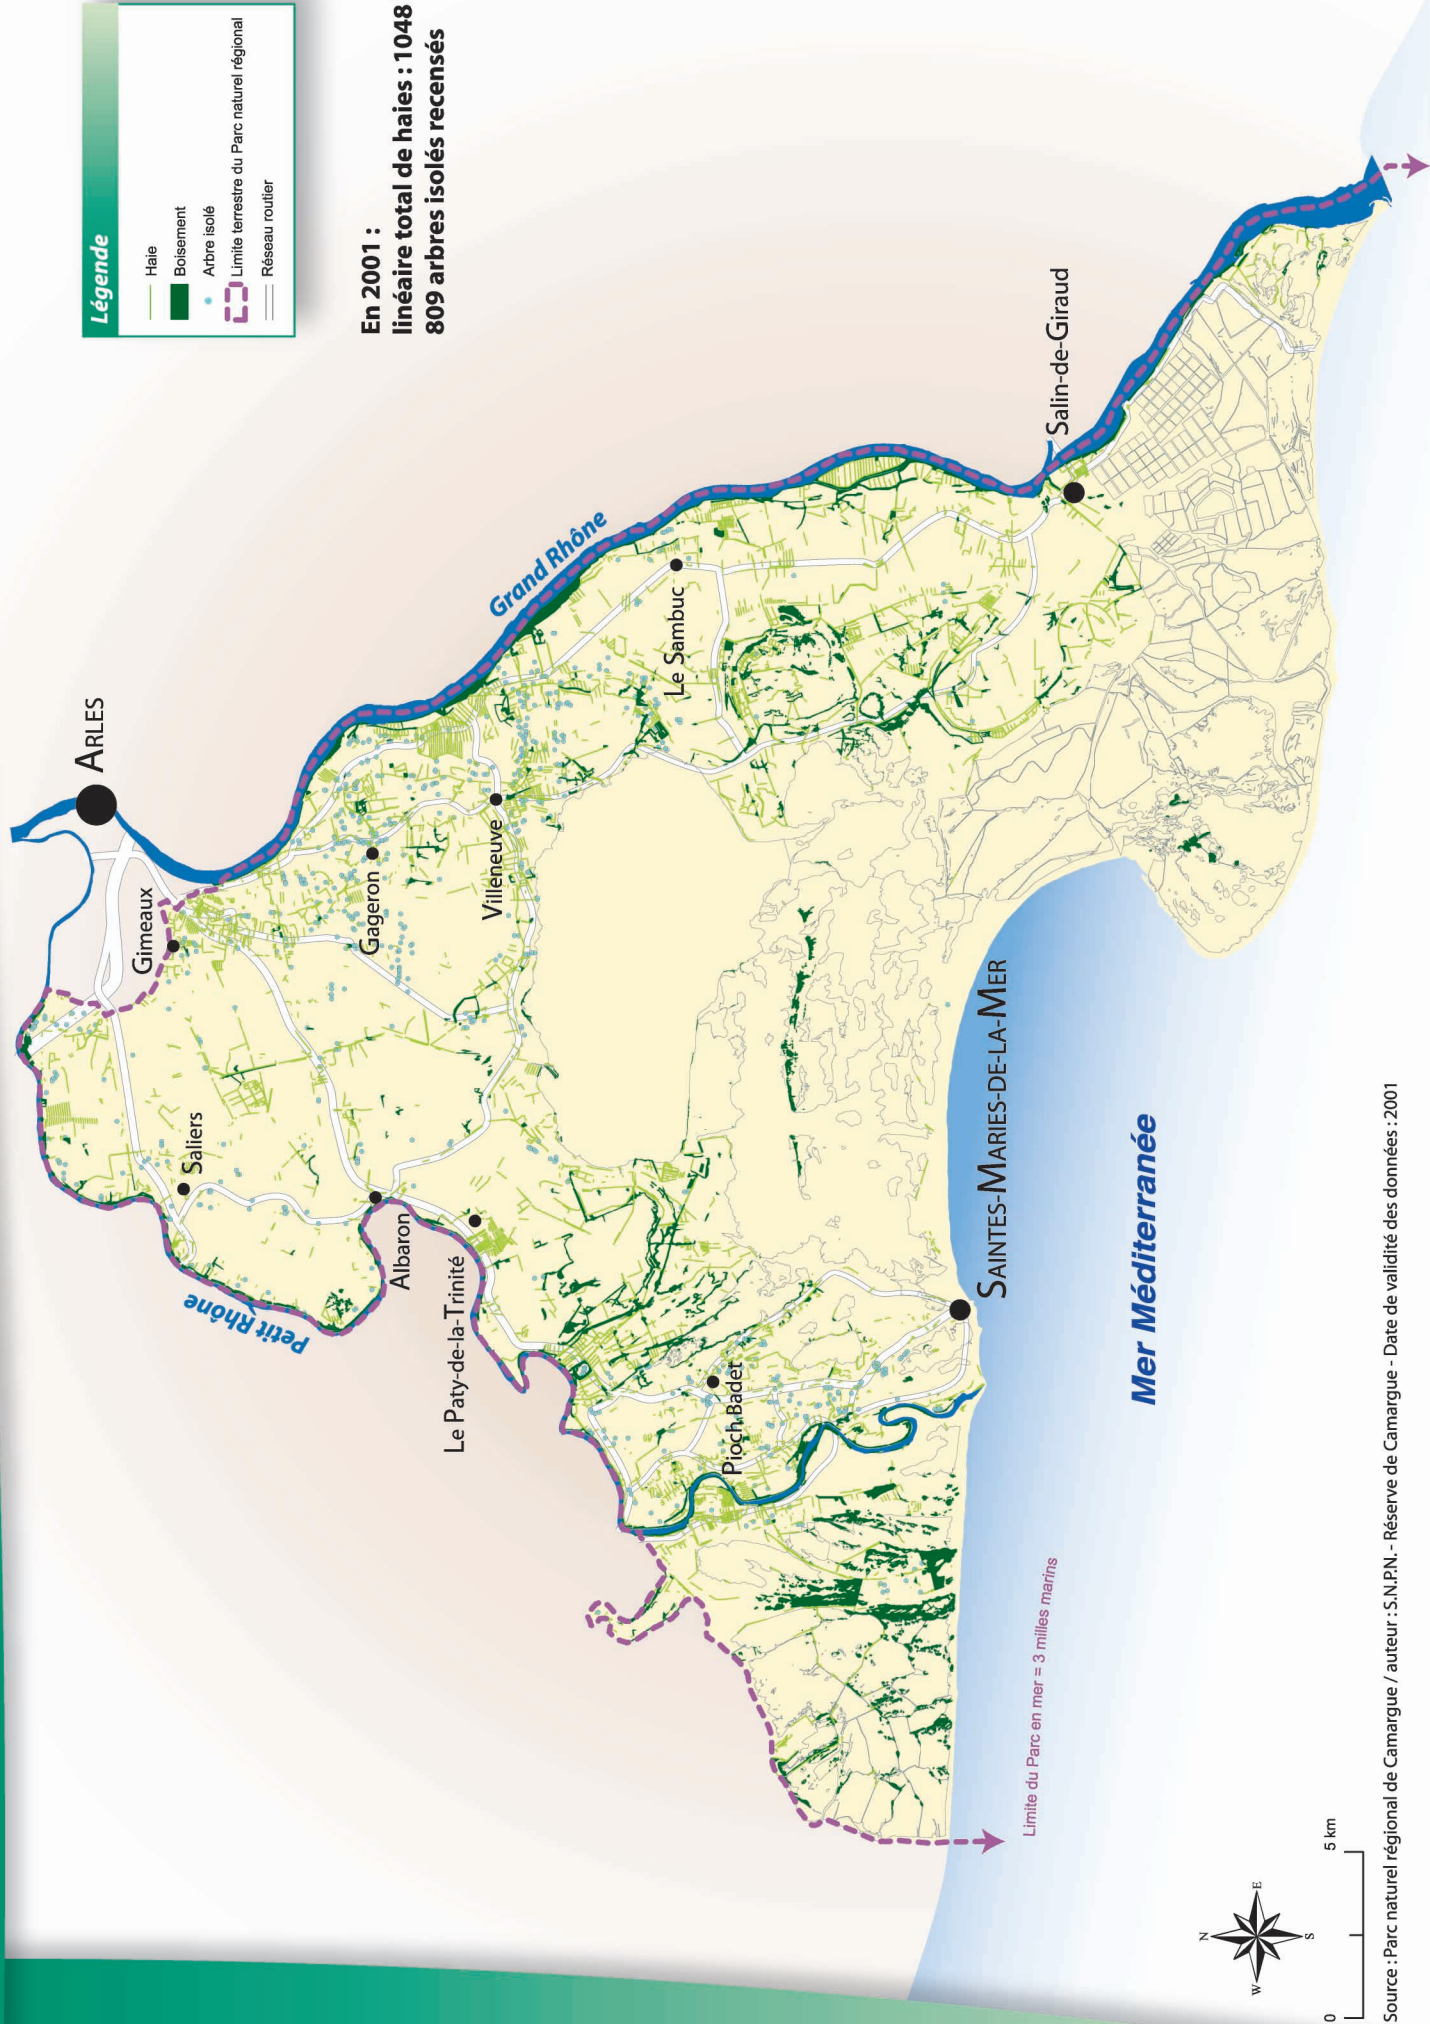 Légende
Haie
Boisement
Arbre isolé
Limite terrestre du Parc naturel régional
Réseau routier
En 2001 :
linéaire total de haies : 1048
809 arbres isolés recensés
ARLES
Gimeaux
Saliers
Gageron
Albaron
Villeneuve
Le Paty-de-la-Trinité
Petit Rhône
Grand Rhône
Le Sambuc
Pioch Badet
Salin-de-Giraud
SAINTES-MARIES-DE-LA-MER
Mer Méditerranée
Limite du Parc en mer = 3 milles marins
N
W
E
S
0
5 km
Source : Parc naturel régional de Camargue / auteur : S.N.P.N. - Réserve de Camargue - Date de validité des données : 2001